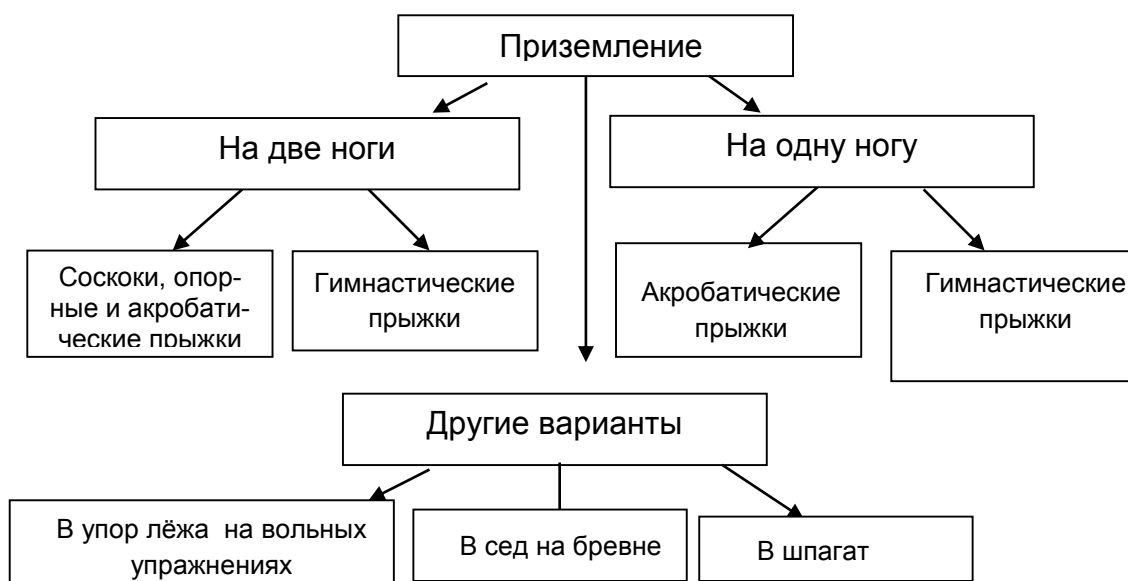 Приземление
На две ноги
На одну ногу
Соскоки, опор-
ные и акробати-
ческие прыжки
Гимнастические
прыжки
Акробатические
прыжки
Гимнастические
прыжки
Другие варианты
В упор лёжа на вольных
упражнениях
В сед на бревне
В шпагат